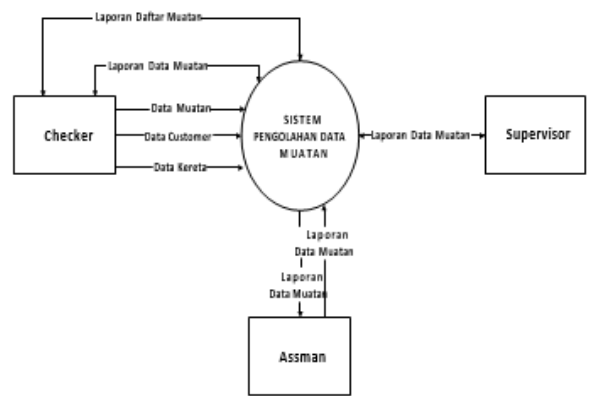 Laporan Daftar Muatan
Laporan Data Muatan
Data Muatan
Checker
Data Customer
Data Kereta
SISTEM
PENGOLAHAN DATA
MUATAN
Laporan Data Muatan
Supervisor
Laporan
Data Muatan
Laporan
Data Muatan
Assman